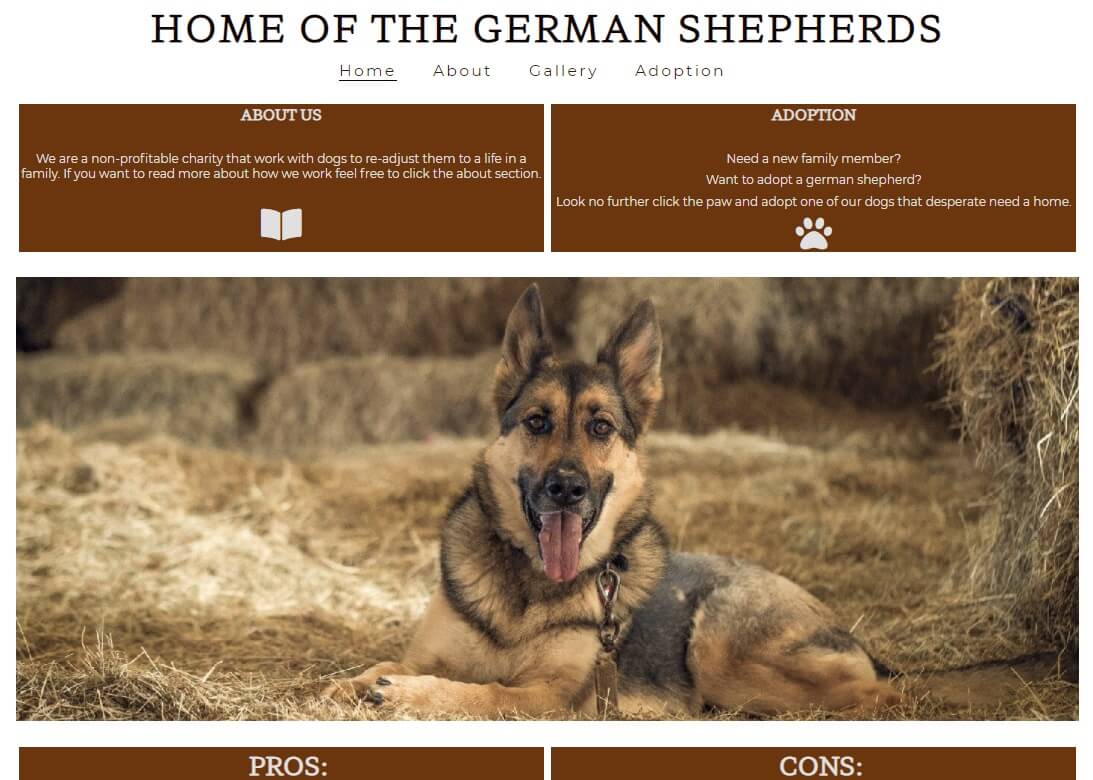 HOME OF THE GERMAN SHEPHERDS
Home About Gallery Adoption
ABOUT US
We are a non-profitable charity that work with dogs to re-adjust them to a life in a
family. If you want to read more about how we work feel free to click the about section.
ADOPTION
Need a new family member?
Want to adopt a german shepherd?
Look no further click the paw and adopt one of our dogs that desperate need a home.
PROS:
CONS: